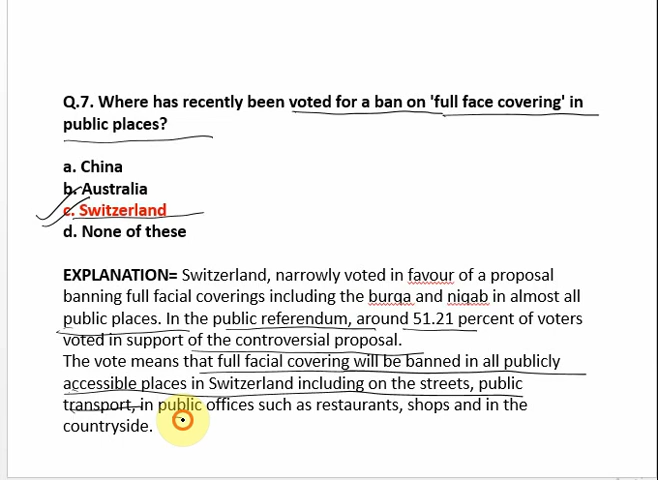 Q.7. Where has recently been voted for a ban on 'full face covering' in
public places?
a. China
b. Australia
c. Switzerland
d. None of these
EXPLANATION= Switzerland, narrowly voted in favour of a proposal
banning full facial coverings including the burqa and niqab in almost all
public places. In the public referendum, around 51.21 percent of voters
voted in support of the controversial proposal.
The vote means that full facial covering will be banned in all publicly
accessible places in Switzerland including on the streets, public
transport, in public offices such as restaurants, shops and in the
countryside.